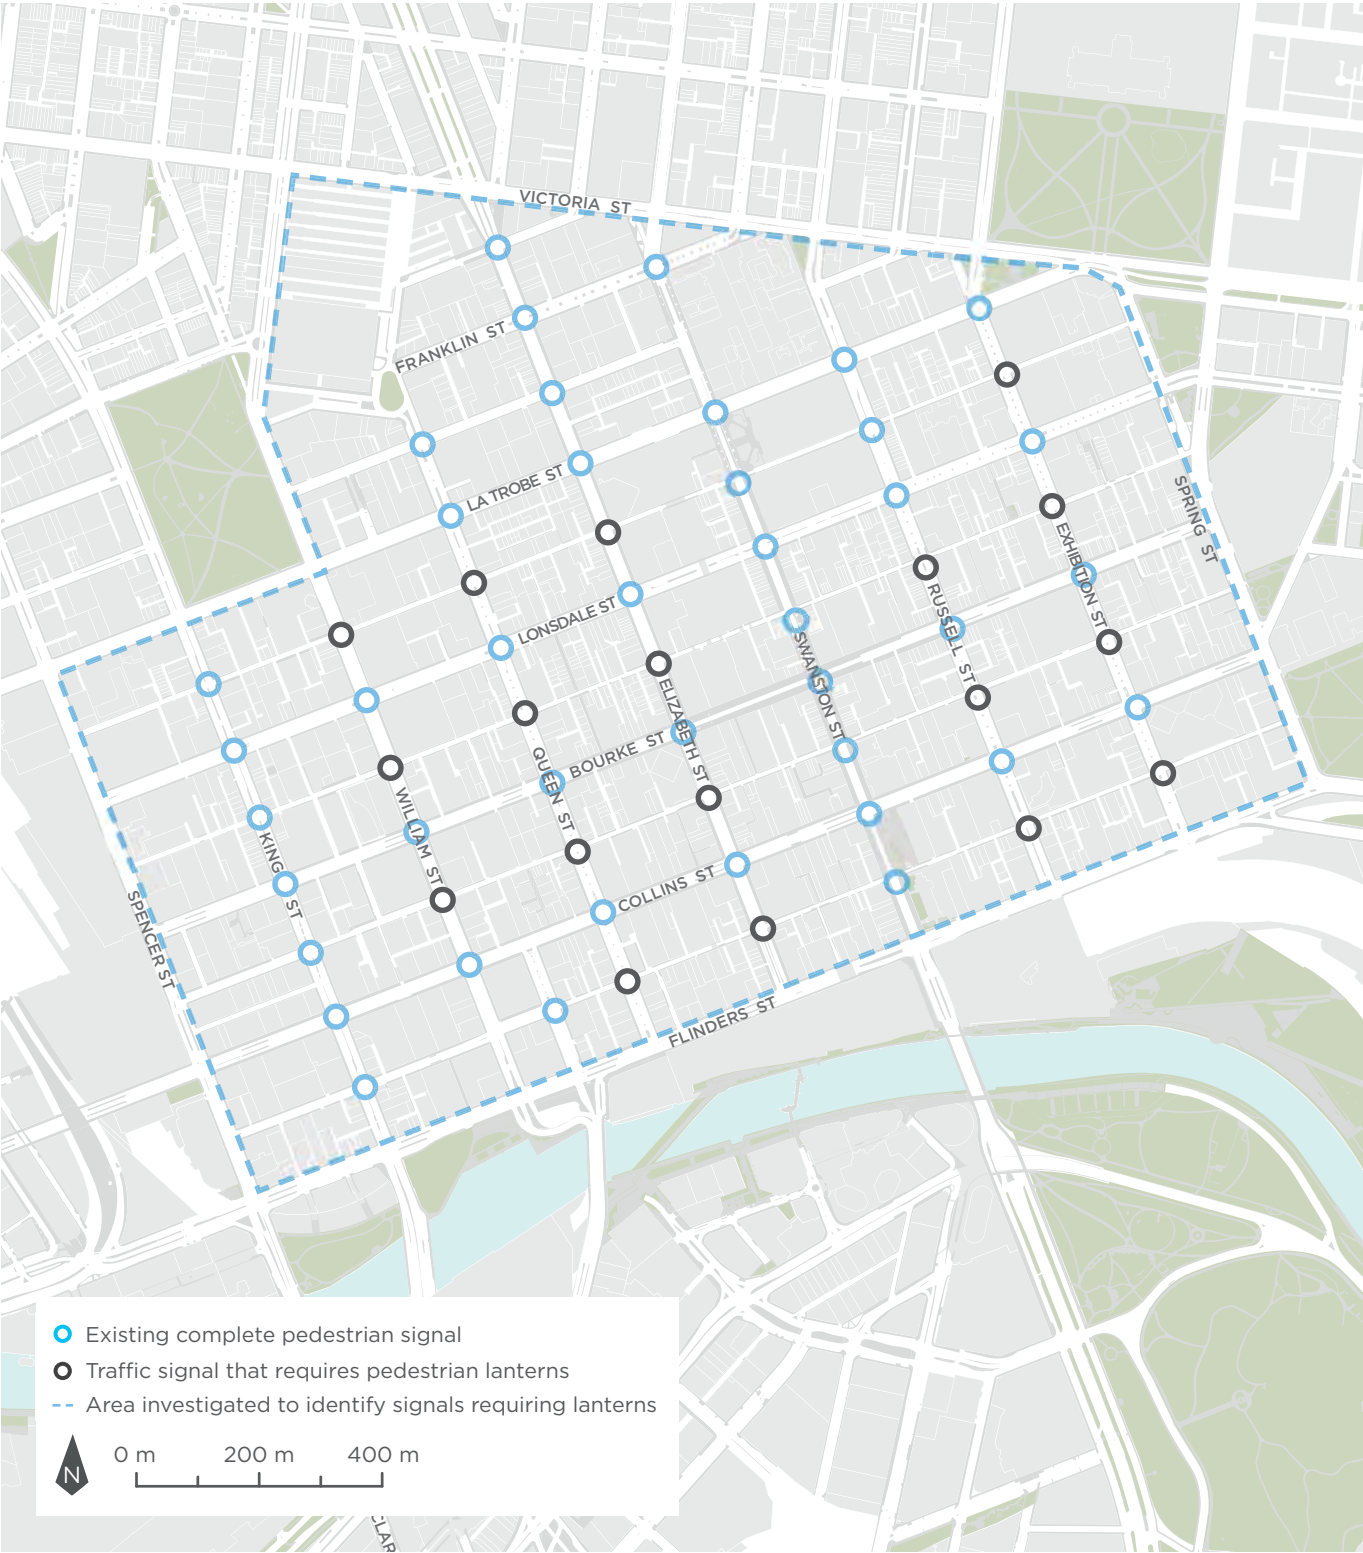 VICTORIA ST
FRANKLIN ST
LA TROBE ST
SPRING ST
EXHIBITION ST
LONSDALE ST
RUSSELL ST
SWANSTON ST
ELIZABETH ST
BOURKE ST
QUEEN ST
WILLIAM ST
KING ST
COLLINS ST
SPENCER ST
FLINDERS ST
Existing complete pedestrian signal
Traffic signal that requires pedestrian lanterns
Area investigated to identify signals requiring lanterns
N
0 m 200 m 400 m
CLAR